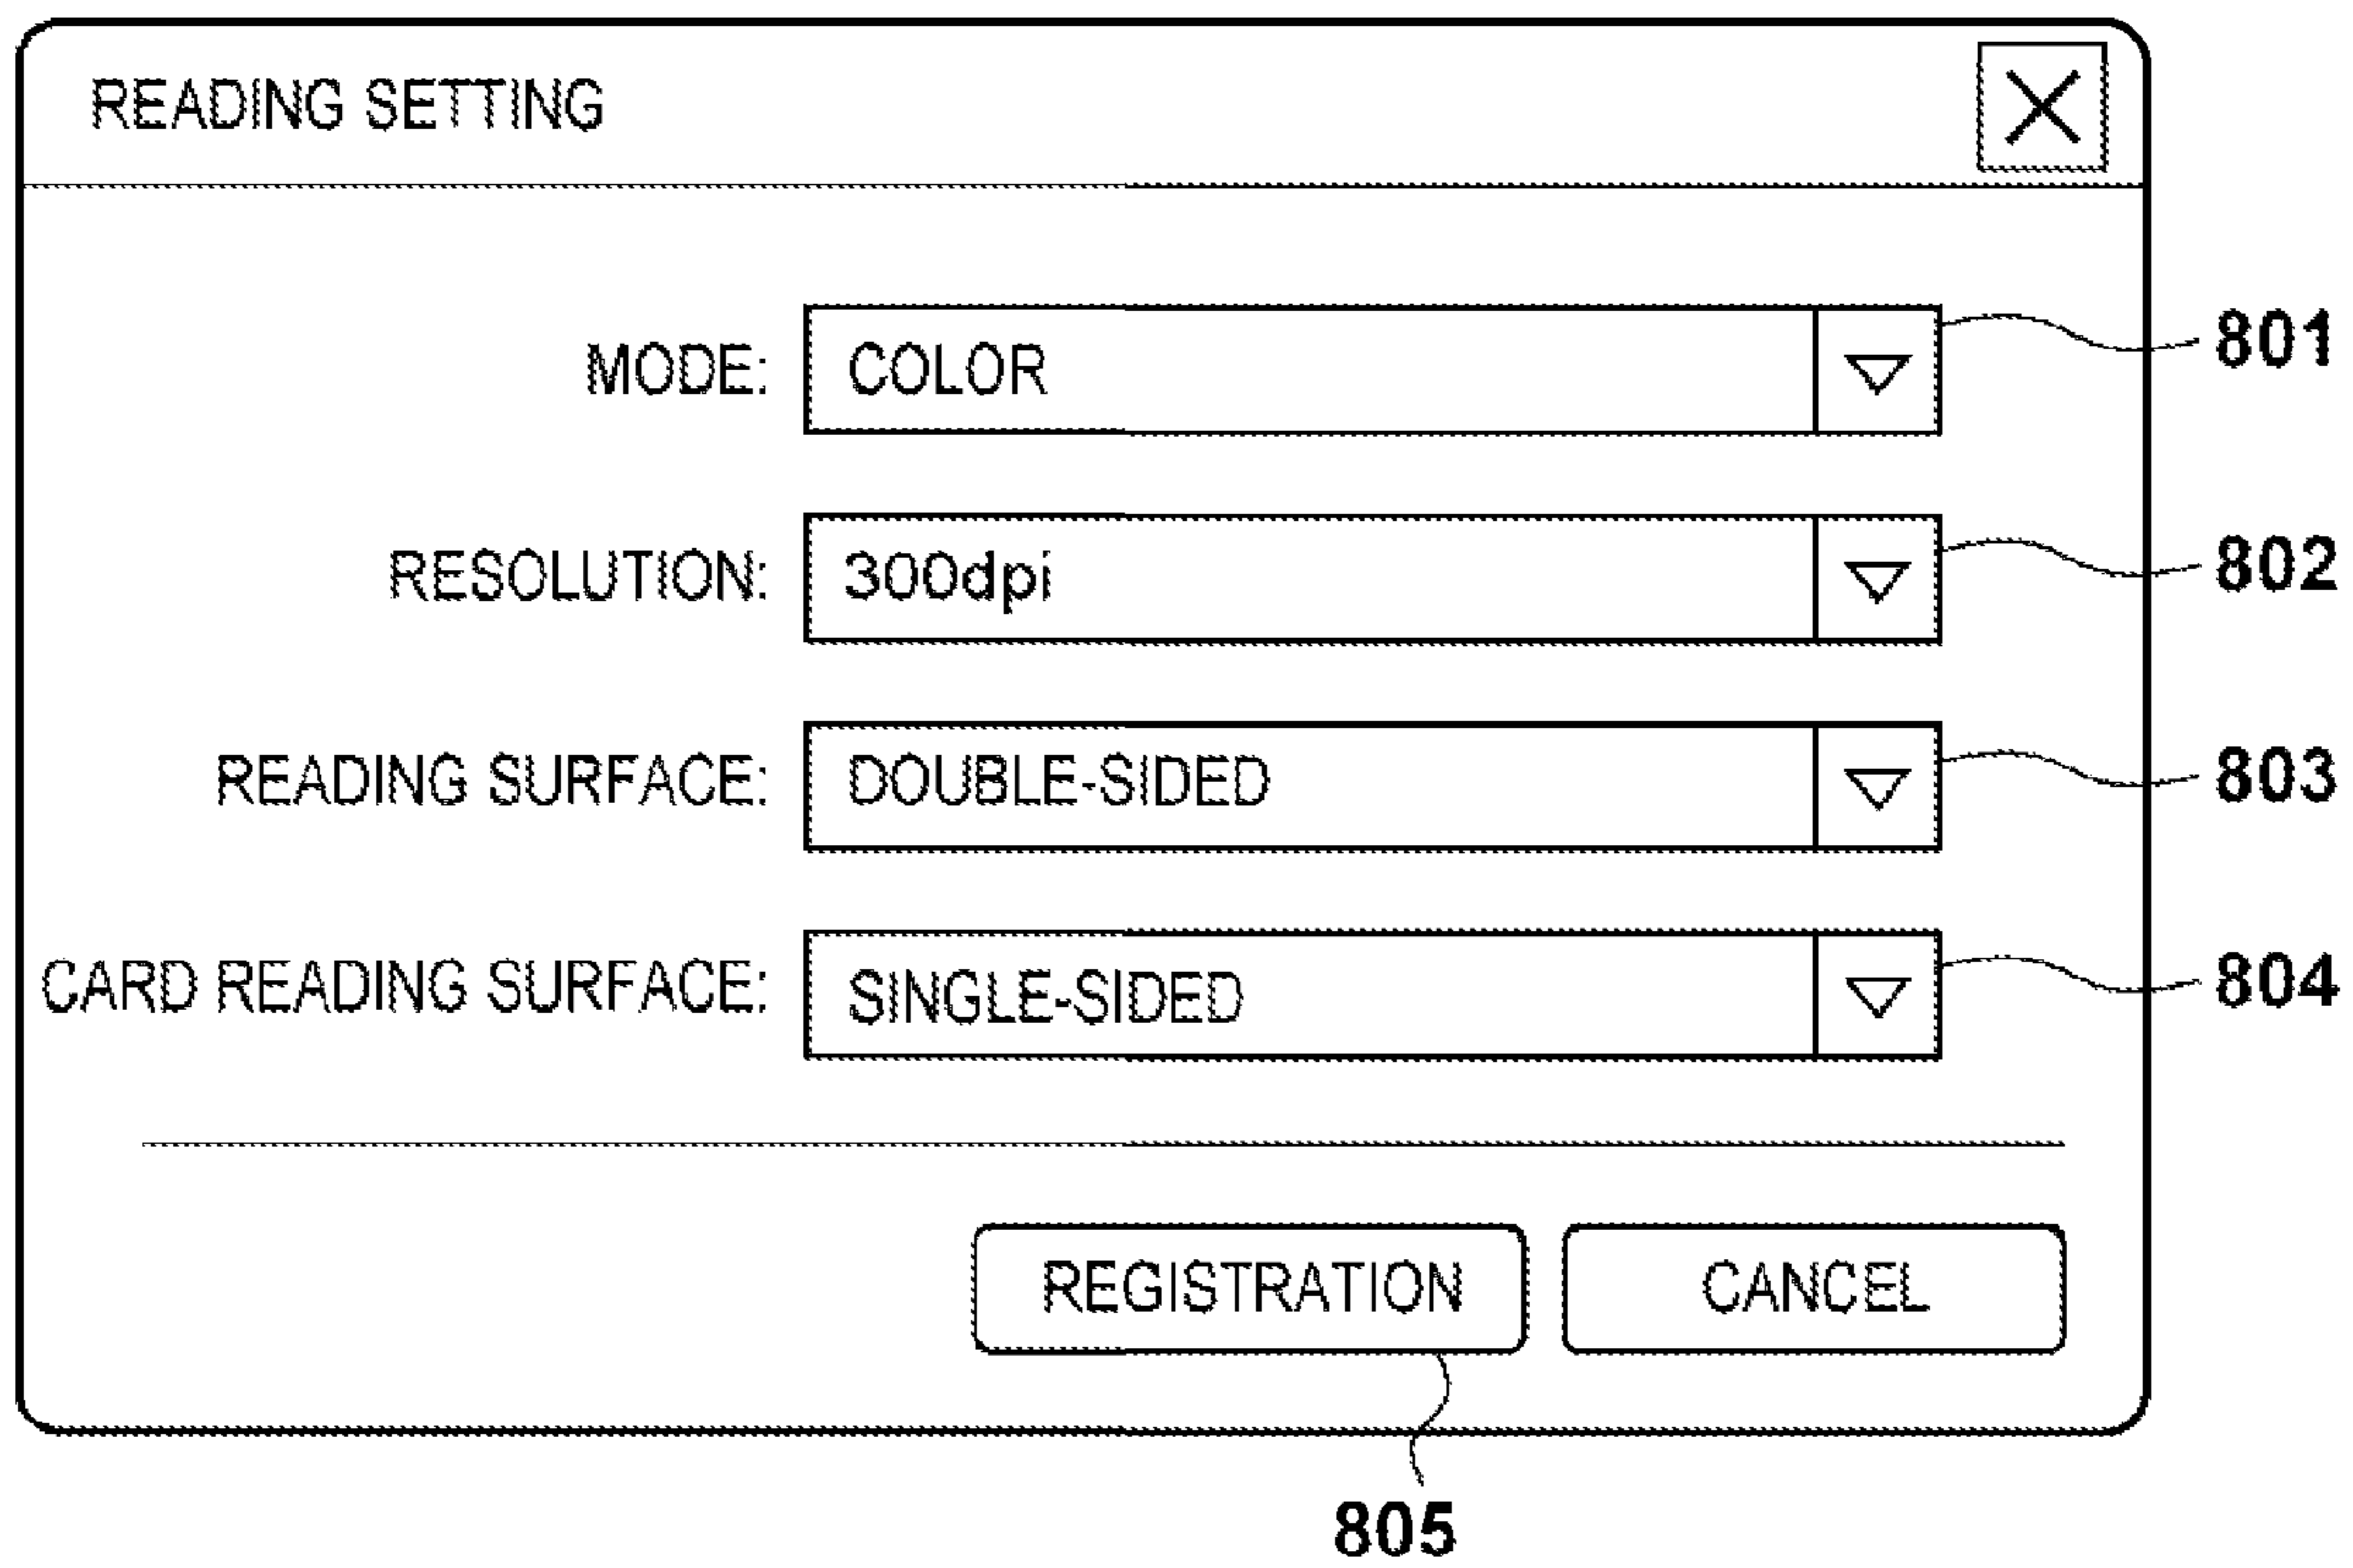 READING SETTING
MODE: COLOR 801
RESOLUTION: 300dpi 802
READING SURFACE: DOUBLE-SIDED 803
CARD READING SURFACE: SINGLE-SIDED 804
REGISTRATION CANCEL
805